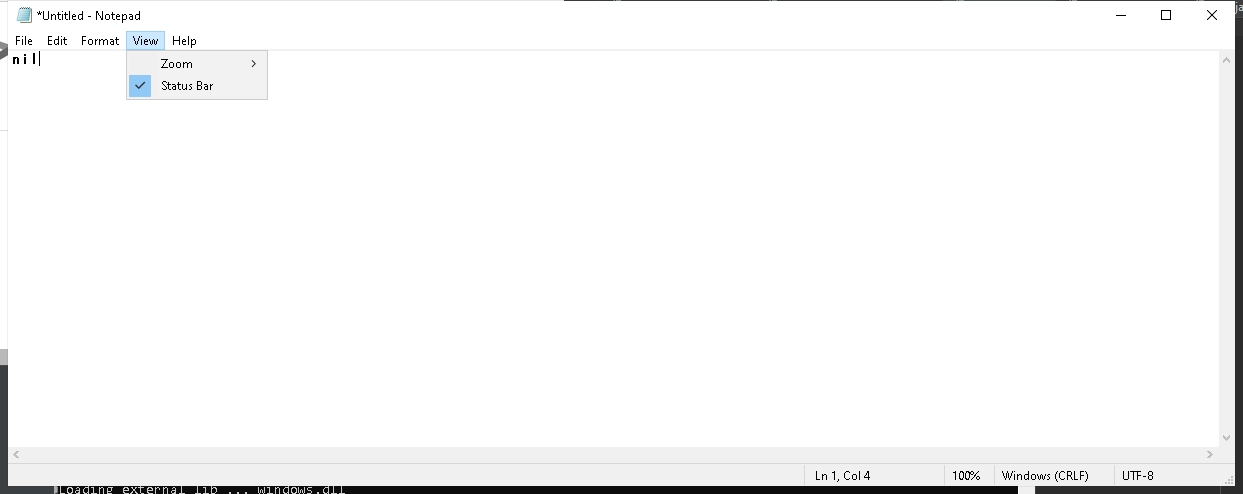 *Untitled - Notepad
File Edit Format View Help
nil
Zoom
Status Bar
Ln 1, Col 4 100% Windows (CRLF) UTF-8
Loading external lib ... windows.dll